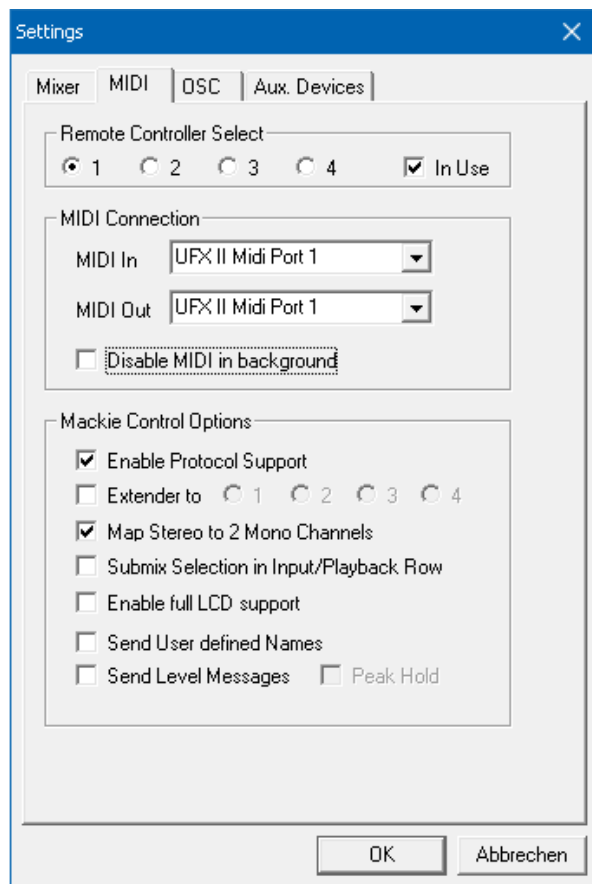 Settings
Mixer MIDI OSC Aux. Devices
Remote Controller Select
1 2 3 4 In Use
MIDI Connection
MIDI In UFX II Midi Port 1
MIDI Out UFX II Midi Port 1
Disable MIDI in background
Mackie Control Options
Enable Protocol Support
Extender to 1 2 3 4
Map Stereo to 2 Mono Channels
Submix Selection in Input/Playback Row
Enable full LCD support
Send User defined Names
Send Level Messages Peak Hold
OK Abbrechen